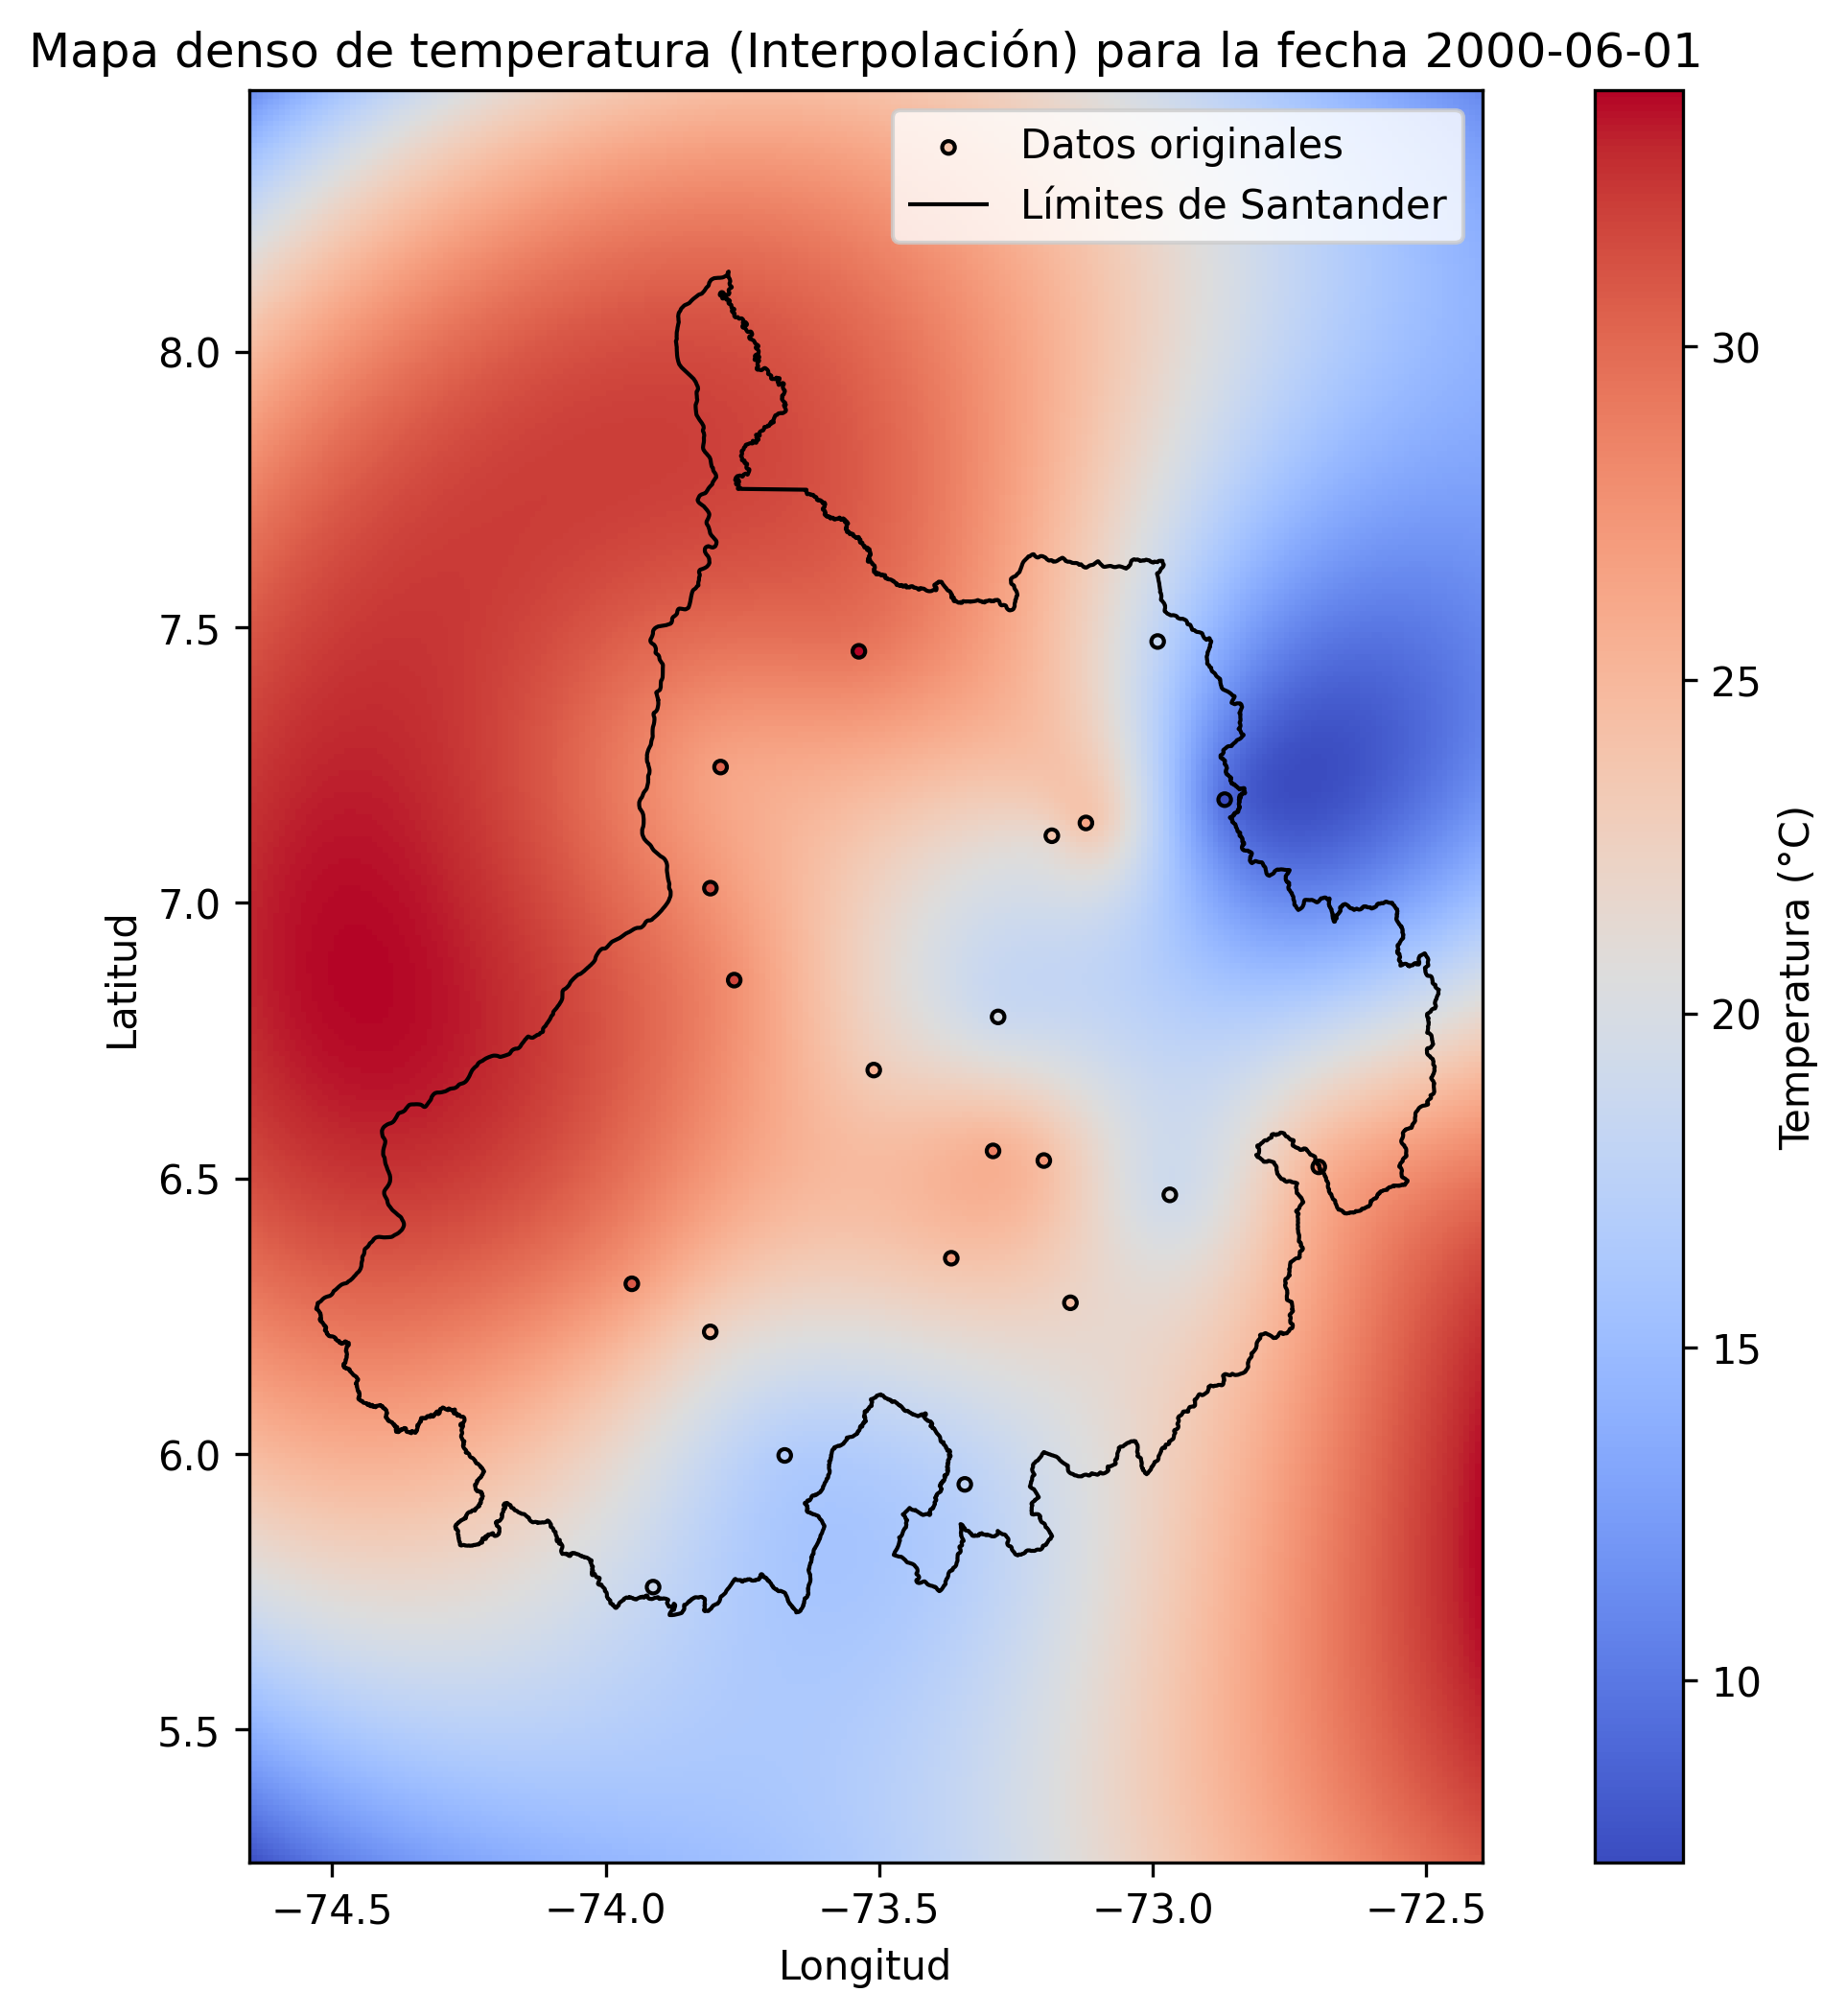 Mapa denso de temperatura (Interpolación) para la fecha 2000-06-01
Datos originales
Límites de Santander
8.0
7.5
7.0
6.5
6.0
5.5
Latitud
−74.5
−74.0
−73.5
−73.0
−72.5
Longitud
30
25
20
15
10
Temperatura (°C)